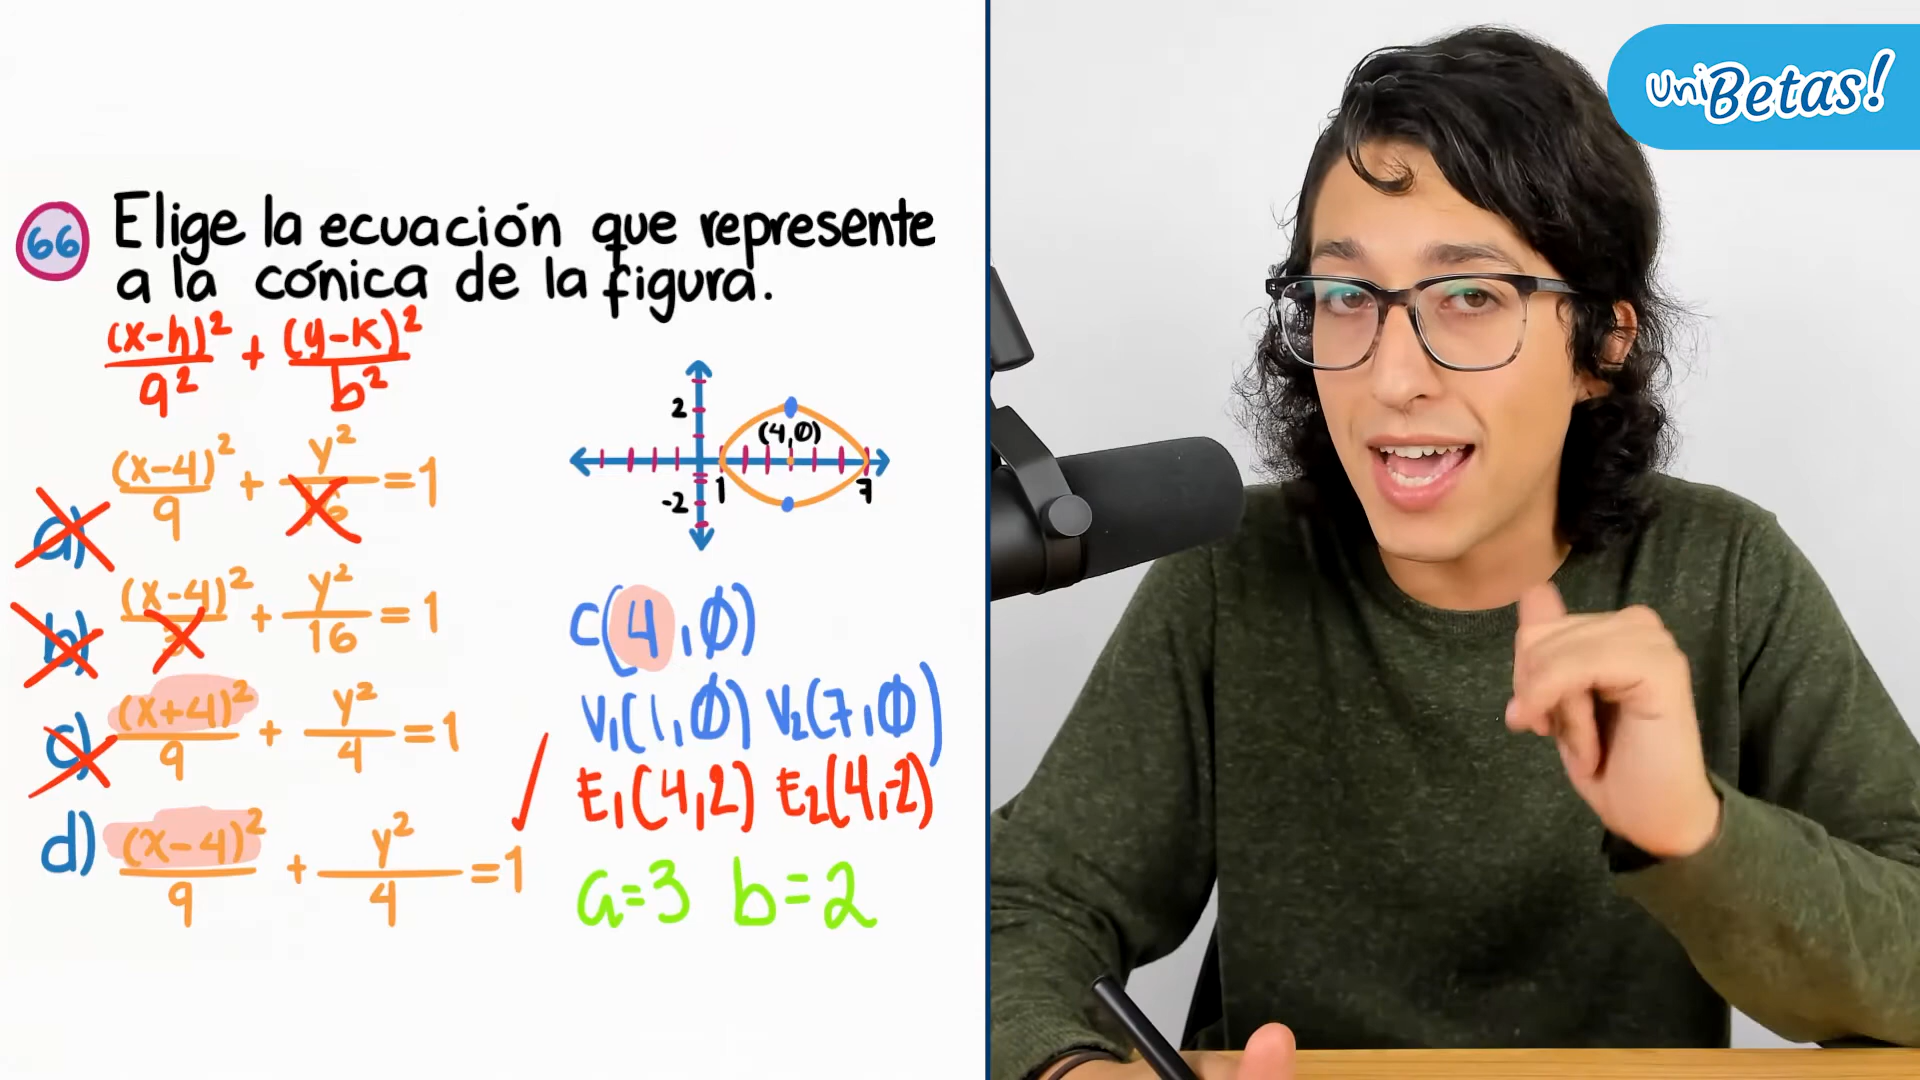 UniBetas!
66 Elige la ecuación que represente
a la cónica de la figura.
(x-h)² + (y-k)²
a² b²
a) (x-4)²/9 + y²/16 = 1
b) (x-4)²/3 + y²/16 = 1
c) (x+4)²/9 + y²/4 = 1
d) (x-4)²/9 + y²/4 = 1
2
(4,0)
-2 1 7
C(4,0)
V₁(1,0) V₂(7,0)
E₁(4,2) E₂(4,-2)
a=3 b=2